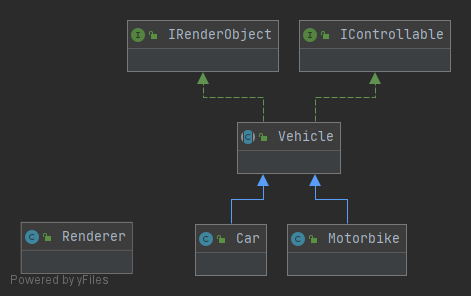 IRenderObject
IControllable
Vehicle
Renderer
Car
Motorbike
Powered by yFiles